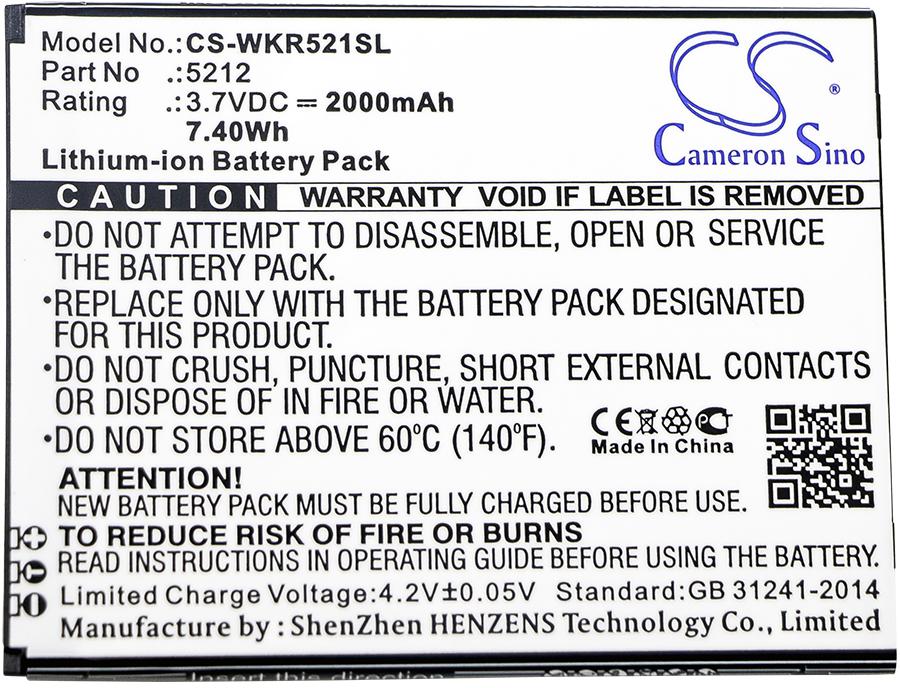 Model No.: CS-WKR521SL
Part No .: 5212
Rating .: 3.7VDC = 2000mAh
7.40Wh
Lithium-ion Battery Pack
CS ®
Cameron Sino
CAUTION WARRANTY VOID IF LABEL IS REMOVED
·DO NOT ATTEMPT TO DISASSEMBLE, OPEN OR SERVICE
THE BATTERY PACK.
·REPLACE ONLY WITH THE BATTERY PACK DESIGNATED
FOR THIS PRODUCT.
·DO NOT CRUSH, PUNCTURE, SHORT EXTERNAL CONTACTS
OR DISPOSE OF IN FIRE OR WATER.
·DO NOT STORE ABOVE 60°C (140°F).
CE
Made In China
ATTENTION!
NEW BATTERY PACK MUST BE FULLY CHARGED BEFORE USE.
TO REDUCE RISK OF FIRE OR BURNS
READ INSTRUCTIONS IN OPERATING GUIDE BEFORE USING THE BATTERY.
Limited Charge Voltage:4.2V±0.05V Standard:GB 31241-2014
Manufacture by : ShenZhen HENZENS Technology Co., Limited